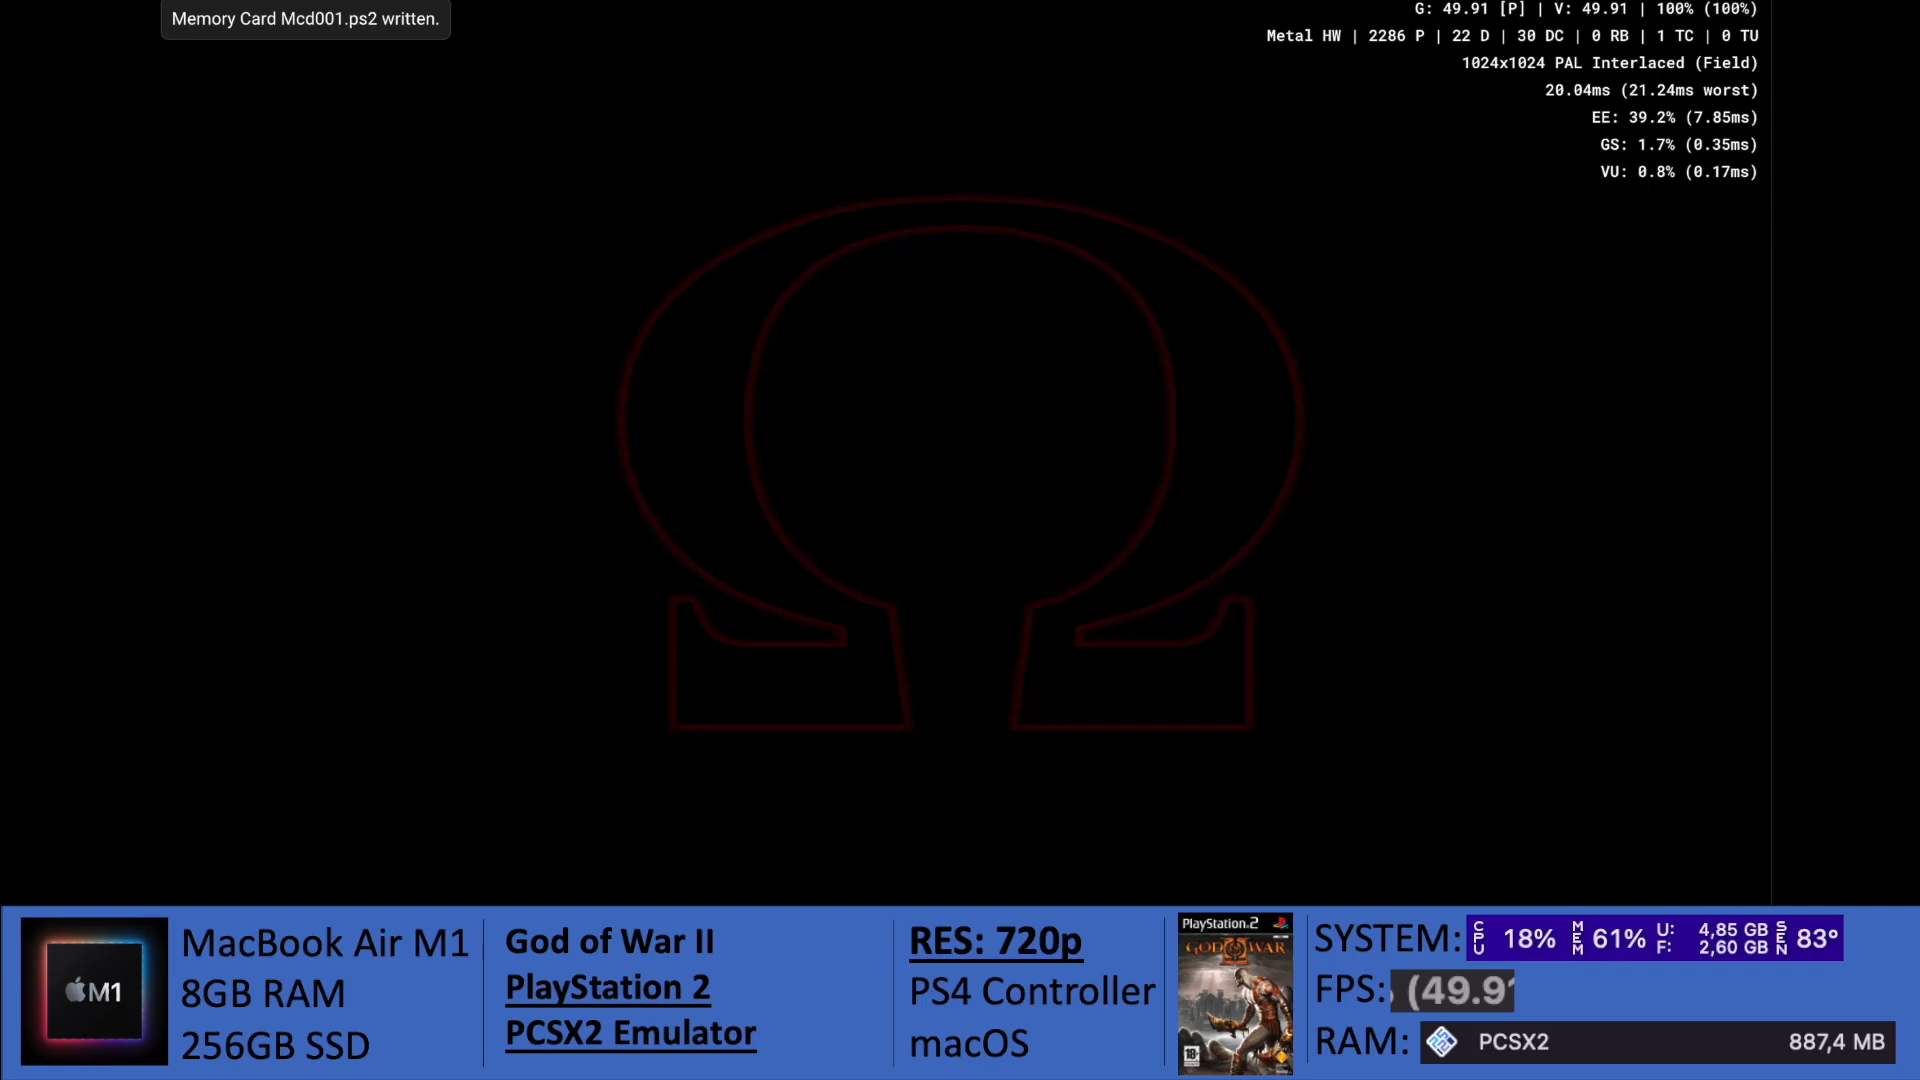 Memory Card Mcd001.ps2 written.
G: 49.91 [P] | V: 49.91 | 100% (100%)
Metal HW | 2286 P | 22 D | 30 DC | 0 RB | 1 TC | 0 TU
1024x1024 PAL Interlaced (Field)
20.04ms (21.24ms worst)
EE: 39.2% (7.85ms)
GS: 1.7% (0.35ms)
VU: 0.8% (0.17ms)
Ω
M1
MacBook Air M1
8GB RAM
256GB SSD
God of War II
PlayStation 2
PCSX2 Emulator
RES: 720p
PS4 Controller
macOS
PlayStation.2
GOD OF WAR
II
18+
SYSTEM: CPU 18% MEM 61% U: 4,85 GB F: 2,60 GB SEN 83°
FPS: (49.9
RAM: PCSX2 887,4 MB